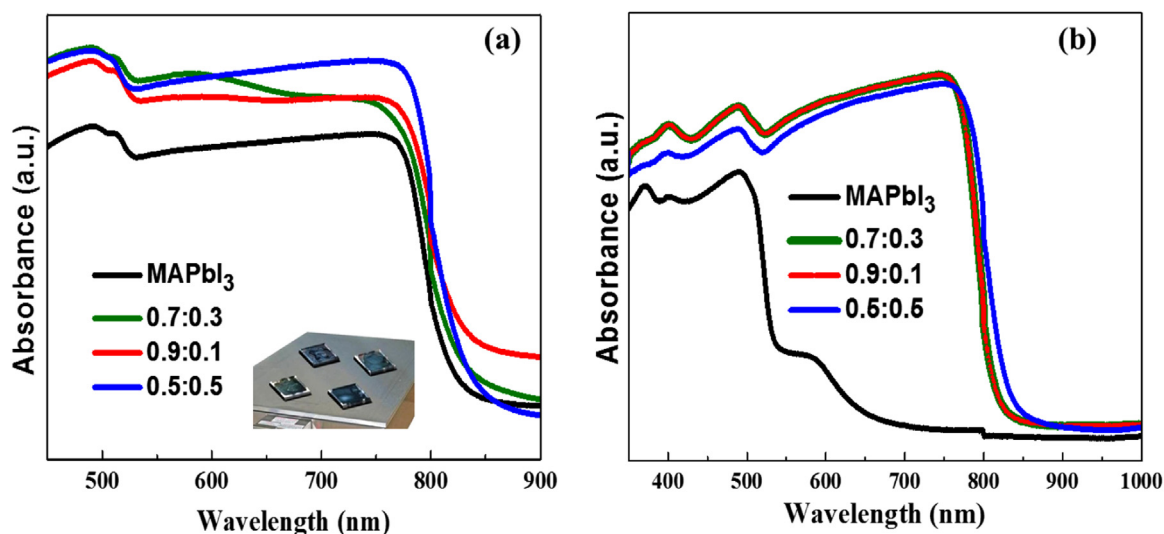 (a)
Absorbance (a.u.)
MAPbI₃
0.7:0.3
0.9:0.1
0.5:0.5
500 600 700 800 900
Wavelength (nm)
(b)
Absorbance (a.u.)
MAPbI₃
0.7:0.3
0.9:0.1
0.5:0.5
400 500 600 700 800 900 1000
Wavelength (nm)